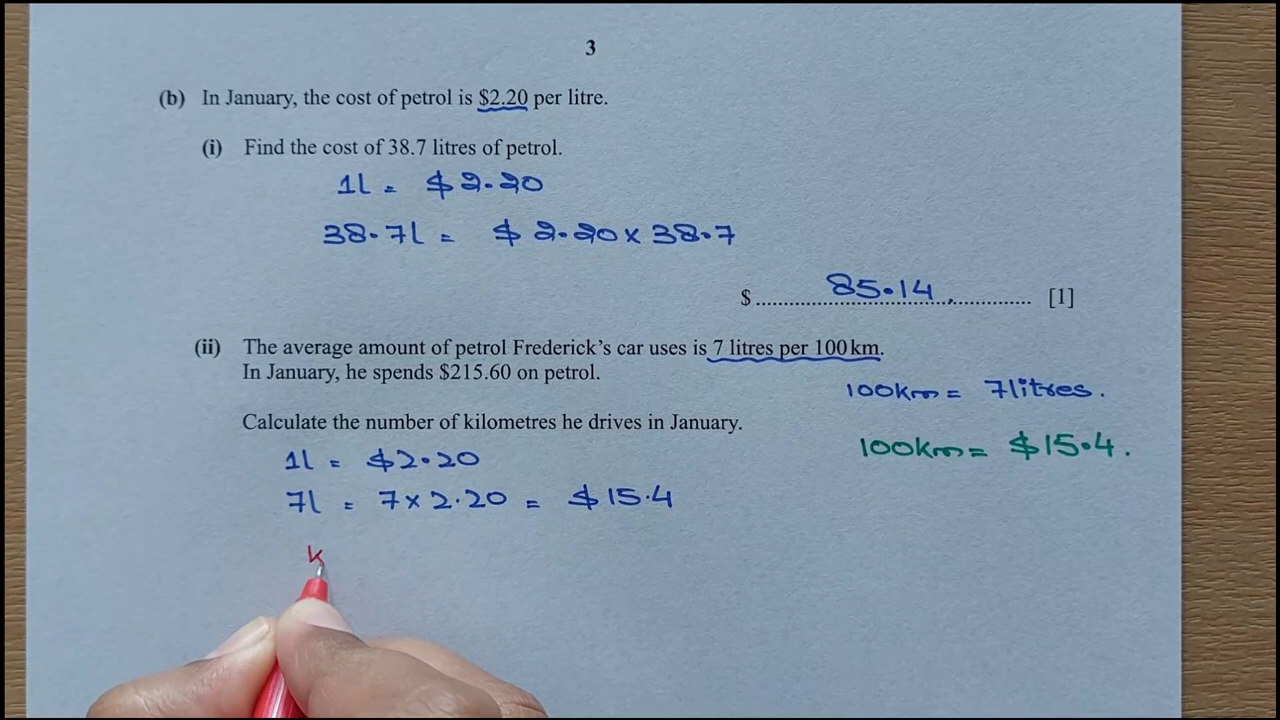 3
(b) In January, the cost of petrol is $2.20 per litre.
(i) Find the cost of 38.7 litres of petrol.
1l = $2.20
38.7l = $2.20 x 38.7
$ ........ 85.14 ........ [1]
(ii) The average amount of petrol Frederick's car uses is 7 litres per 100 km.
In January, he spends $215.60 on petrol.
100km = 7litres.
Calculate the number of kilometres he drives in January.
100km = $15.4.
1l = $2.20
7l = 7 x 2.20 = $15.4
k